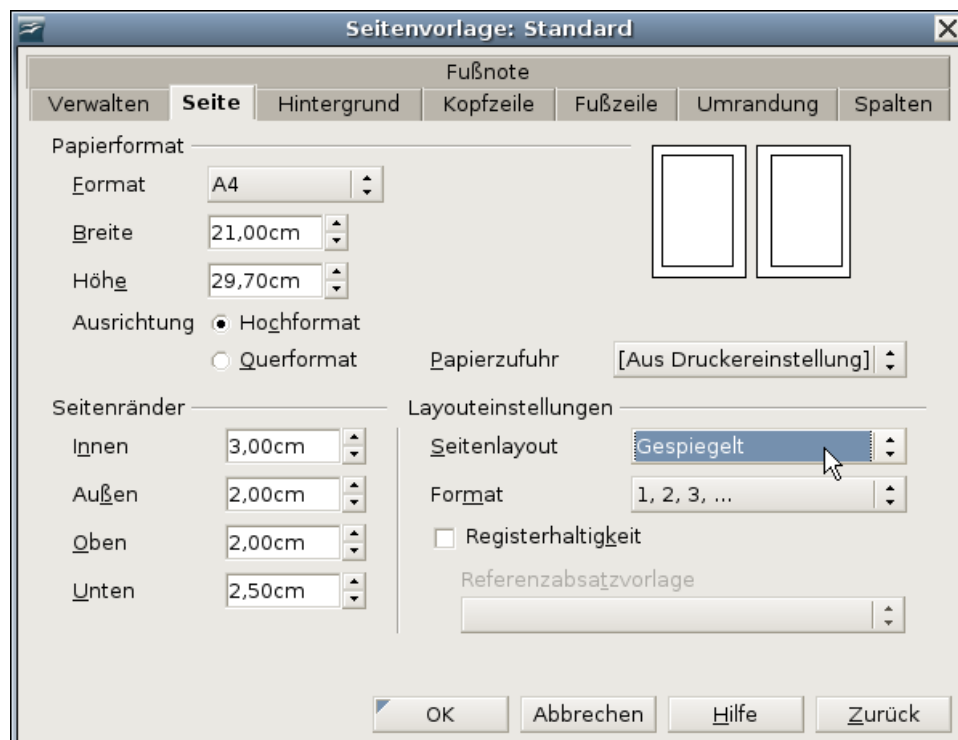 Seitenvorlage: Standard
Fußnote
Verwalten Seite Hintergrund Kopfzeile Fußzeile Umrandung Spalten
Papierformat
Format A4
Breite 21,00cm
Höhe 29,70cm
Ausrichtung Hochformat
Querformat Papierzufuhr [Aus Druckereinstellung]
Seitenränder Layouteinstellungen
Innen 3,00cm Seitenlayout Gespiegelt
Außen 2,00cm Format 1, 2, 3, ...
Oben 2,00cm Registerhaltigkeit
Referenzabsatzvorlage
Unten 2,50cm
OK Abbrechen Hilfe Zurück